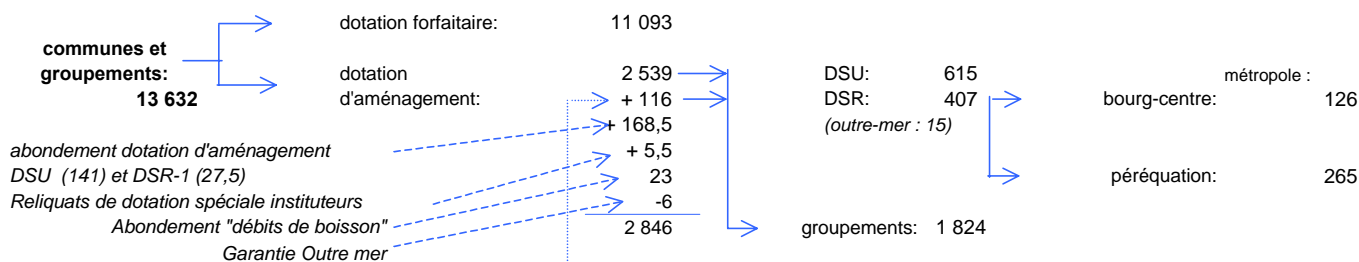 dotation forfaitaire: 11 093
communes et
groupements:
13 632
dotation 2 539
d'aménagement: + 116
+ 168,5
+ 5,5
23
-6
2 846
abondement dotation d'aménagement
DSU (141) et DSR-1 (27,5)
Reliquats de dotation spéciale instituteurs
Abondement "débits de boisson"
Garantie Outre mer
DSU: 615
DSR: 407
(outre-mer : 15)
groupements: 1 824
métropole :
bourg-centre: 126
péréquation: 265